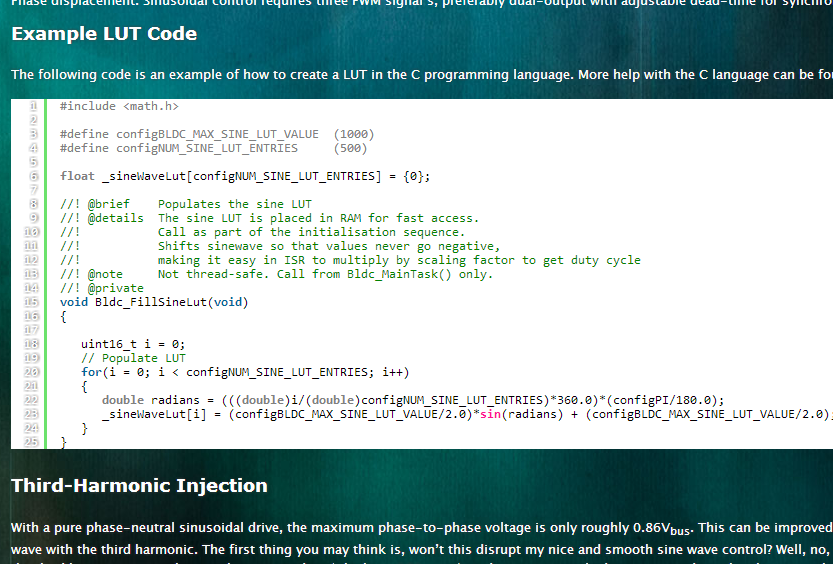 Phase displacement. Sinusoidal control requires three PWM signal's, preferably dual-output with adjustable dead-time for synchro
Example LUT Code
The following code is an example of how to create a LUT in the C programming language. More help with the C language can be fou
1 #include <math.h>
2
3 #define configBLDC_MAX_SINE_LUT_VALUE  (1000)
4 #define configNUM_SINE_LUT_ENTRIES     (500)
5
6 float _sineWaveLut[configNUM_SINE_LUT_ENTRIES] = {0};
7
8 //! @brief    Populates the sine LUT
9 //! @details  The sine LUT is placed in RAM for fast access.
10 //!           Call as part of the initialisation sequence.
11 //!           Shifts sinewave so that values never go negative,
12 //!           making it easy in ISR to multiply by scaling factor to get duty cycle
13 //! @note     Not thread-safe. Call from Bldc_MainTask() only.
14 //! @private
15 void Bldc_FillSineLut(void)
16 {
17
18    uint16_t i = 0;
19    // Populate LUT
20    for(i = 0; i < configNUM_SINE_LUT_ENTRIES; i++)
21    {
22       double radians = (((double)i/(double)configNUM_SINE_LUT_ENTRIES)*360.0)*(configPI/180.0);
23       _sineWaveLut[i] = (configBLDC_MAX_SINE_LUT_VALUE/2.0)*sin(radians) + (configBLDC_MAX_SINE_LUT_VALUE/2.0);
24    }
25 }
Third-Harmonic Injection
With a pure phase-neutral sinusoidal drive, the maximum phase-to-phase voltage is only roughly 0.86Vbus. This can be improved
wave with the third harmonic. The first thing you may think is, won't this disrupt my nice and smooth sine wave control? Well, no,